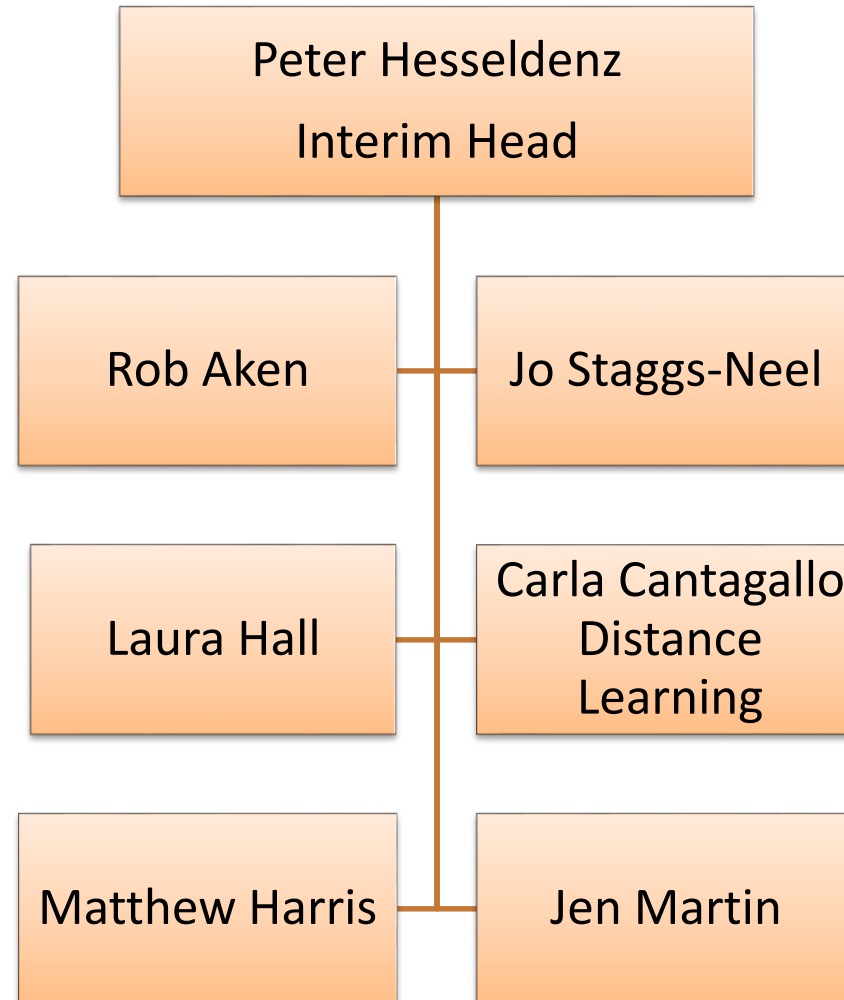 Peter Hesseldenz
Interim Head
Rob Aken
Jo Staggs-Neel
Laura Hall
Carla Cantagallo
Distance
Learning
Matthew Harris
Jen Martin